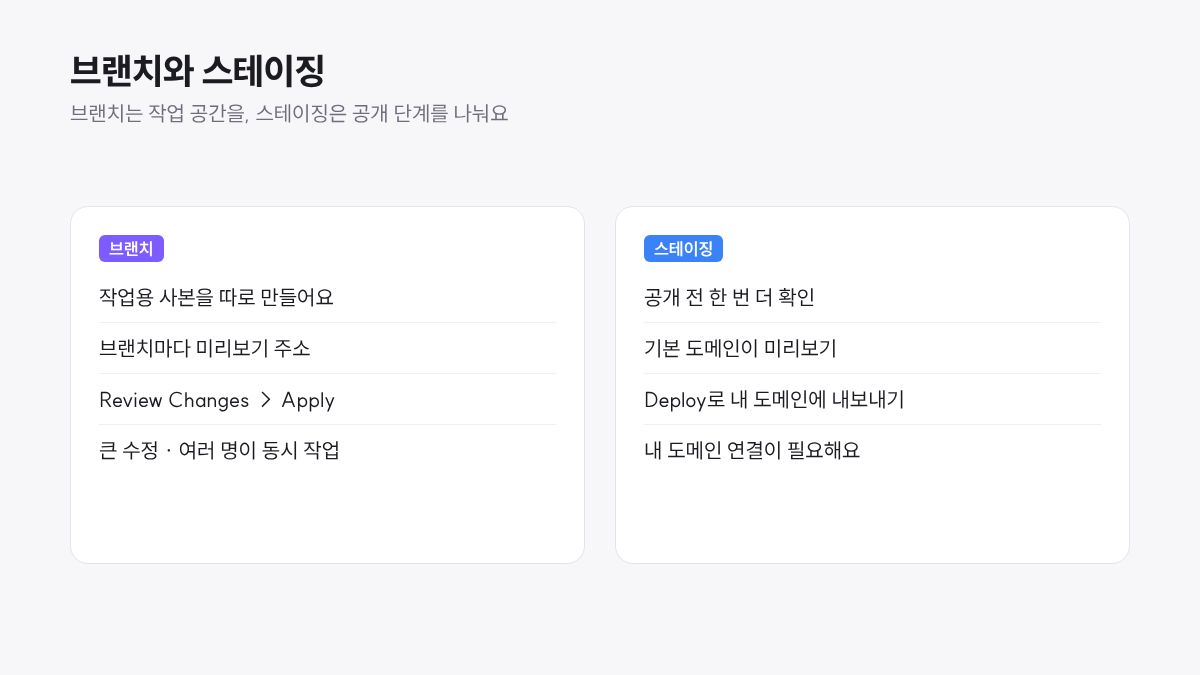 브랜치와 스테이징
브랜치는 작업 공간을, 스테이징은 공개 단계를 나눠요
브랜치
작업용 사본을 따로 만들어요
브랜치마다 미리보기 주소
Review Changes > Apply
큰 수정 · 여러 명이 동시 작업
스테이징
공개 전 한 번 더 확인
기본 도메인이 미리보기
Deploy로 내 도메인에 내보내기
내 도메인 연결이 필요해요